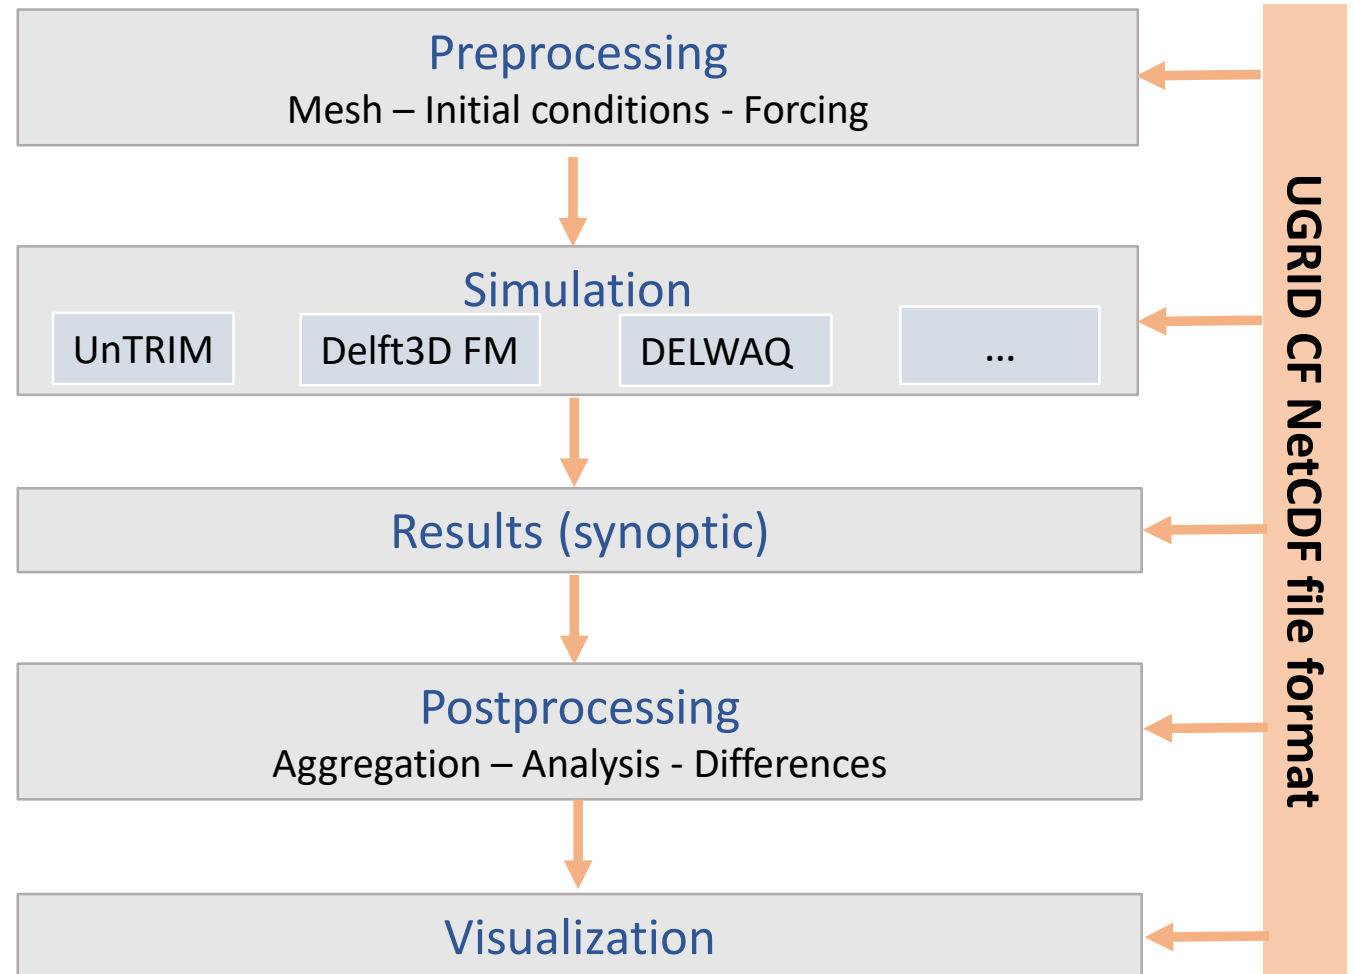 Preprocessing
Mesh – Initial conditions - Forcing
Simulation
UnTRIM
Delft3D FM
DELWAQ
...
Results (synoptic)
Postprocessing
Aggregation – Analysis - Differences
Visualization
UGRID CF NetCDF file format